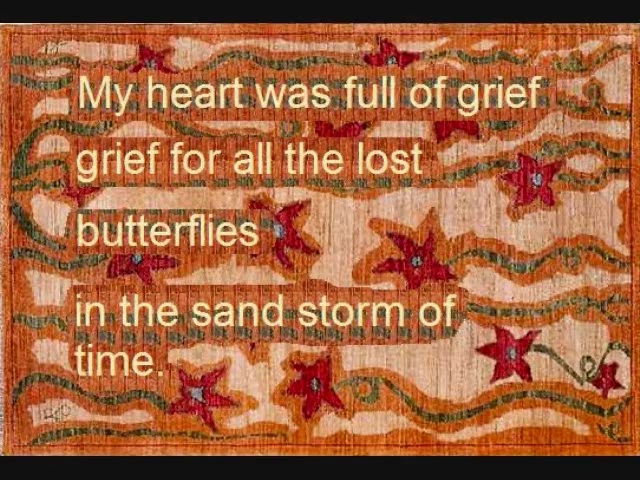 My heart was full of grief
grief for all the lost
butterflies
in the sand storm of
time.